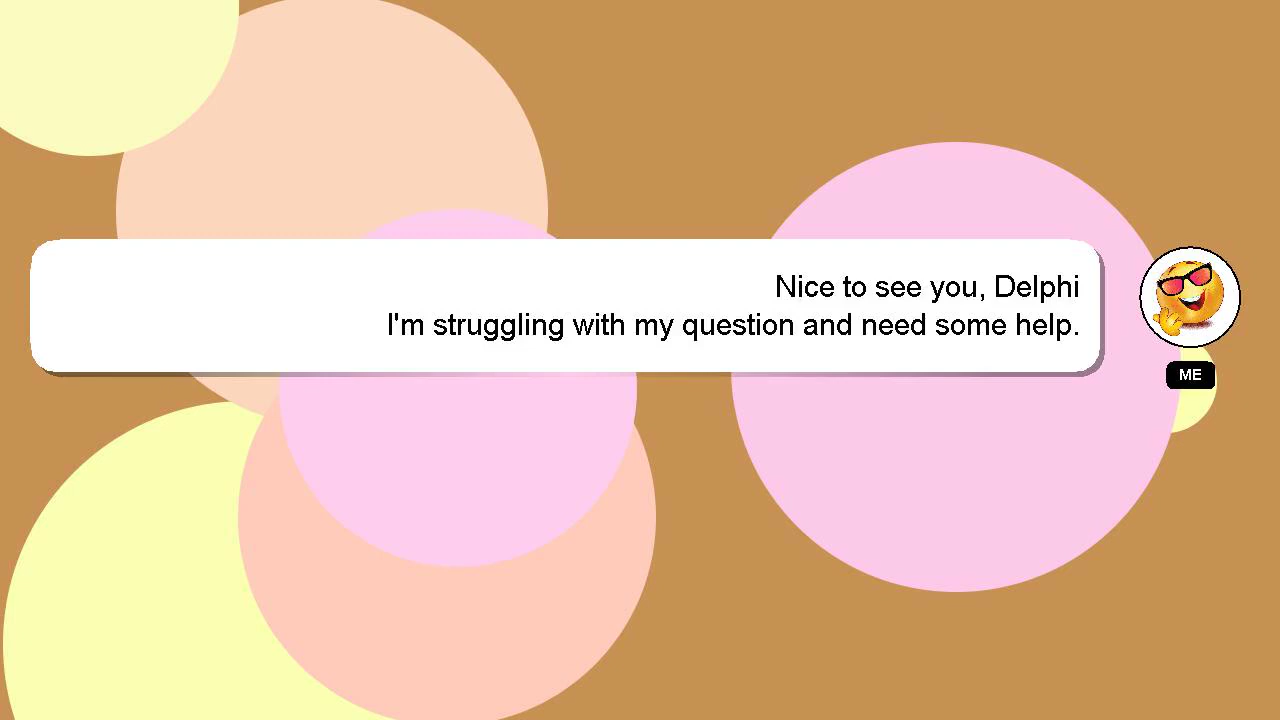 Nice to see you, Delphi
I'm struggling with my question and need some help.
ME